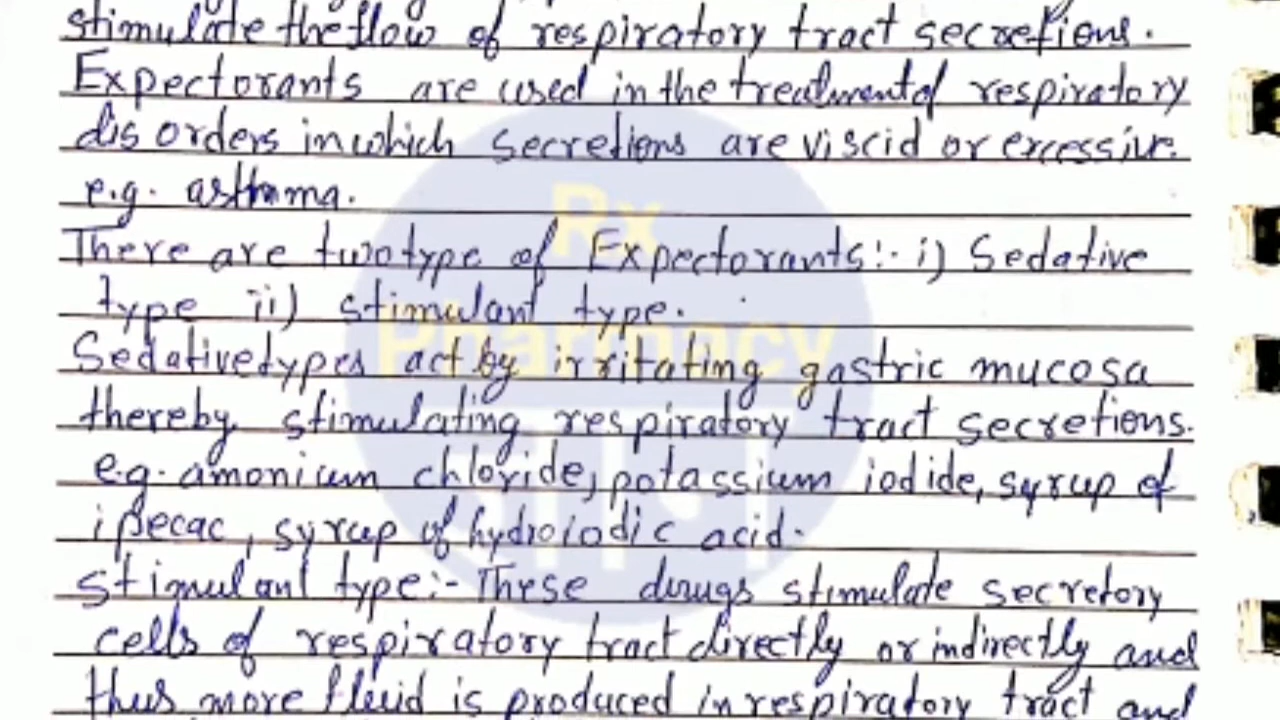 stimulate the flow of respiratory tract secretions.
Expectorants are used in the treatment of respiratory
disorders in which secretions are viscid or excessive.
e.g. asthma.
There are two type of Expectorants:- i) Sedative
type ii) stimulant type.
Sedative types act by irritating gastric mucosa
thereby stimulating respiratory tract secretions.
e.g. amonium chloride, potassium iodide, syrup of
ipecac, syrup of hydroiodic acid.
stimulant type:- These drugs stimulate secretory
cells of respiratory tract directly or indirectly and
thus more fluid is produced in respiratory tract and
Rx
Pharmacy